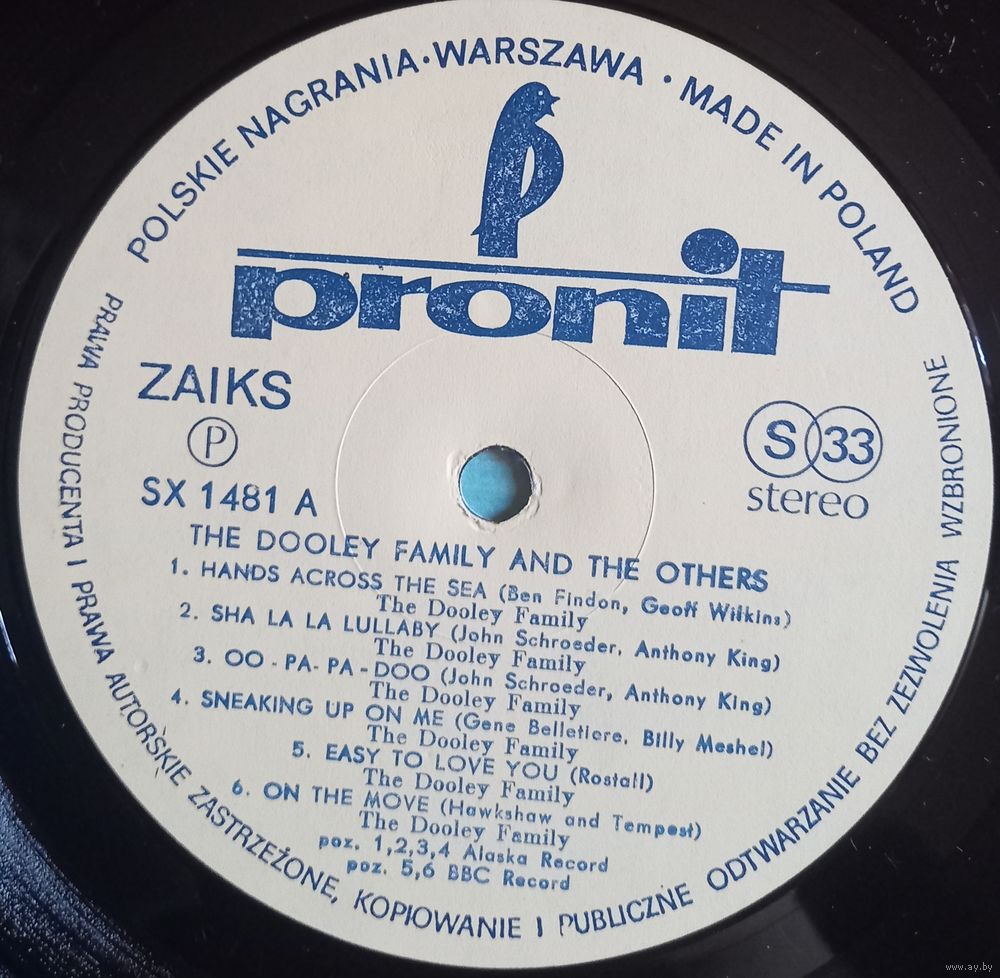 POLSKIE NAGRANIA · WARSZAWA · MADE IN POLAND
pronit
ZAIKS
P
SX 1481 A
S 33
stereo
THE DOOLEY FAMILY AND THE OTHERS
1. HANDS ACROSS THE SEA (Ben Findon, Geoff Wilkins)
The Dooley Family
2. SHA LA LA LULLABY (John Schroeder, Anthony King)
The Dooley Family
3. OO - PA - PA - DOO (John Schroeder, Anthony King)
The Dooley Family
4. SNEAKING UP ON ME (Gene Belletiere, Billy Meshel)
The Dooley Family
5. EASY TO LOVE YOU (Rostall)
The Dooley Family
6. ON THE MOVE (Hawkshaw and Tempest)
The Dooley Family
poz. 1,2,3,4 Alaska Record
poz. 5,6 BBC Record
PRAWA PRODUCENTA I PRAWA AUTORSKIE ZASTRZEŻONE, KOPIOWANIE I PUBLICZNE ODTWARZANIE BEZ ZEZWOLENIA WZBRONIONE
www.ay.by